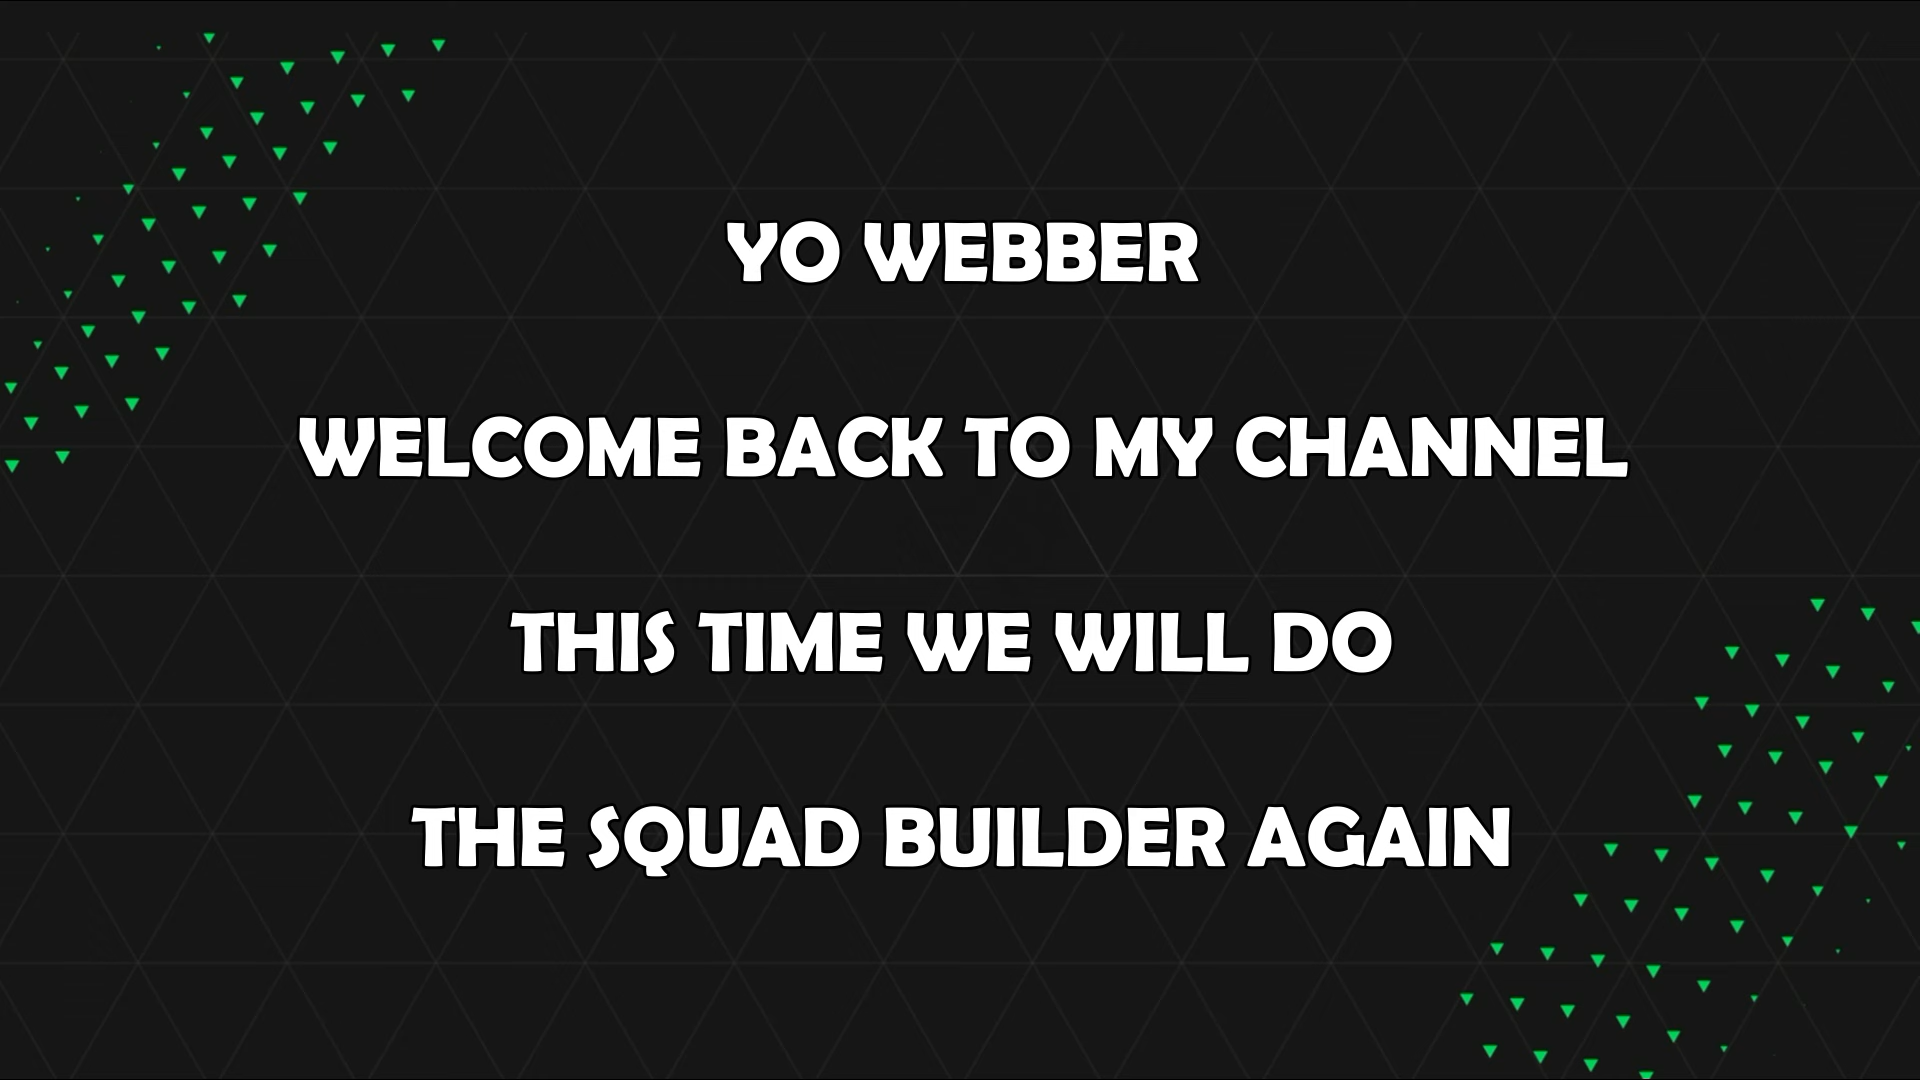 YO WEBBER
WELCOME BACK TO MY CHANNEL
THIS TIME WE WILL DO
THE SQUAD BUILDER AGAIN